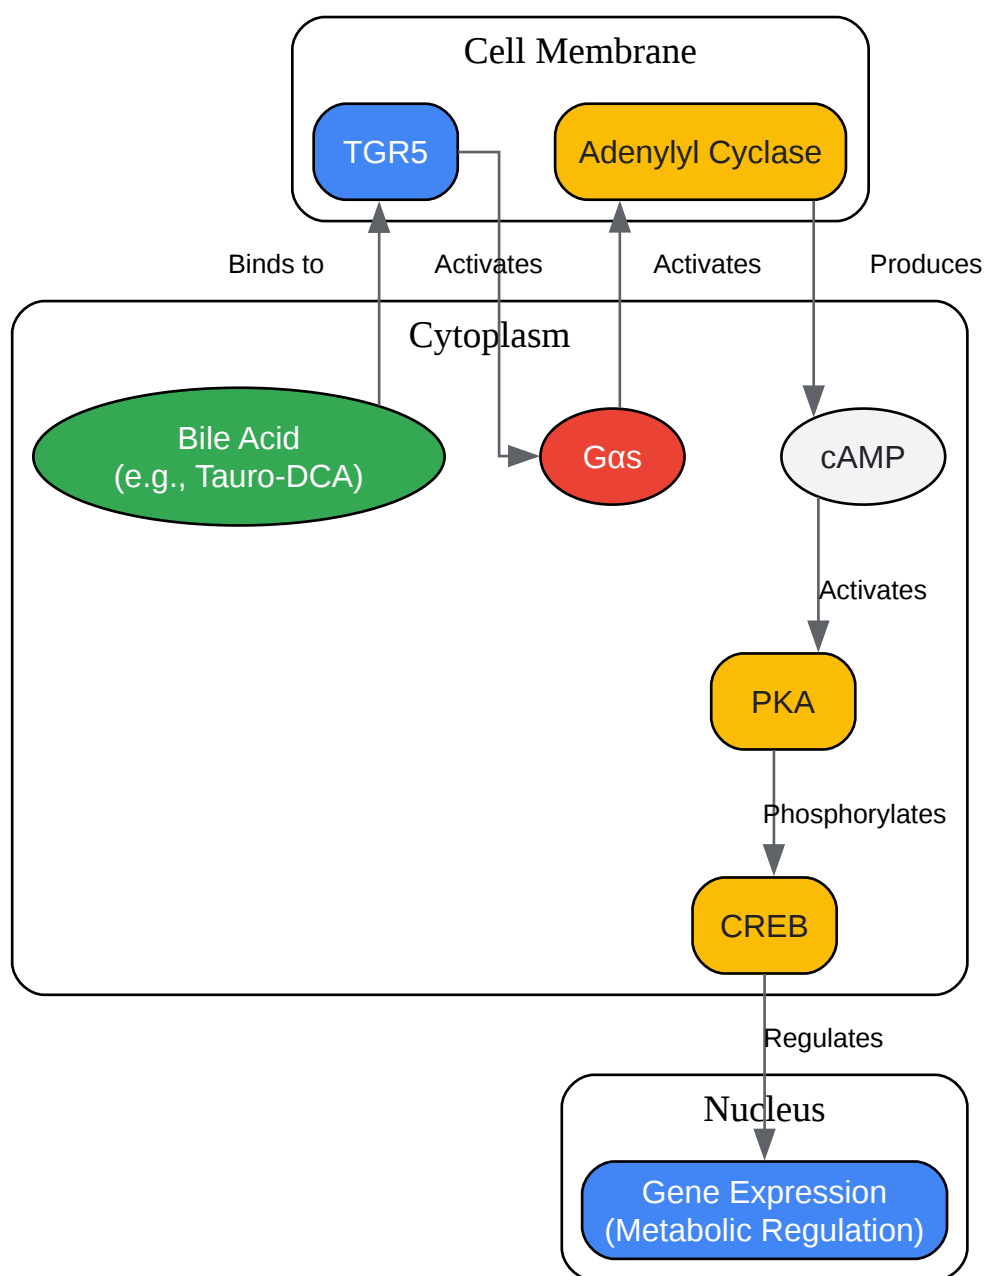 Cell Membrane
TGR5
Adenylyl Cyclase
Binds to
Activates
Activates
Produces
Cytoplasm
Bile Acid
(e.g., Tauro-DCA)
Gαs
cAMP
Activates
PKA
Phosphorylates
CREB
Regulates
Nucleus
Gene Expression
(Metabolic Regulation)